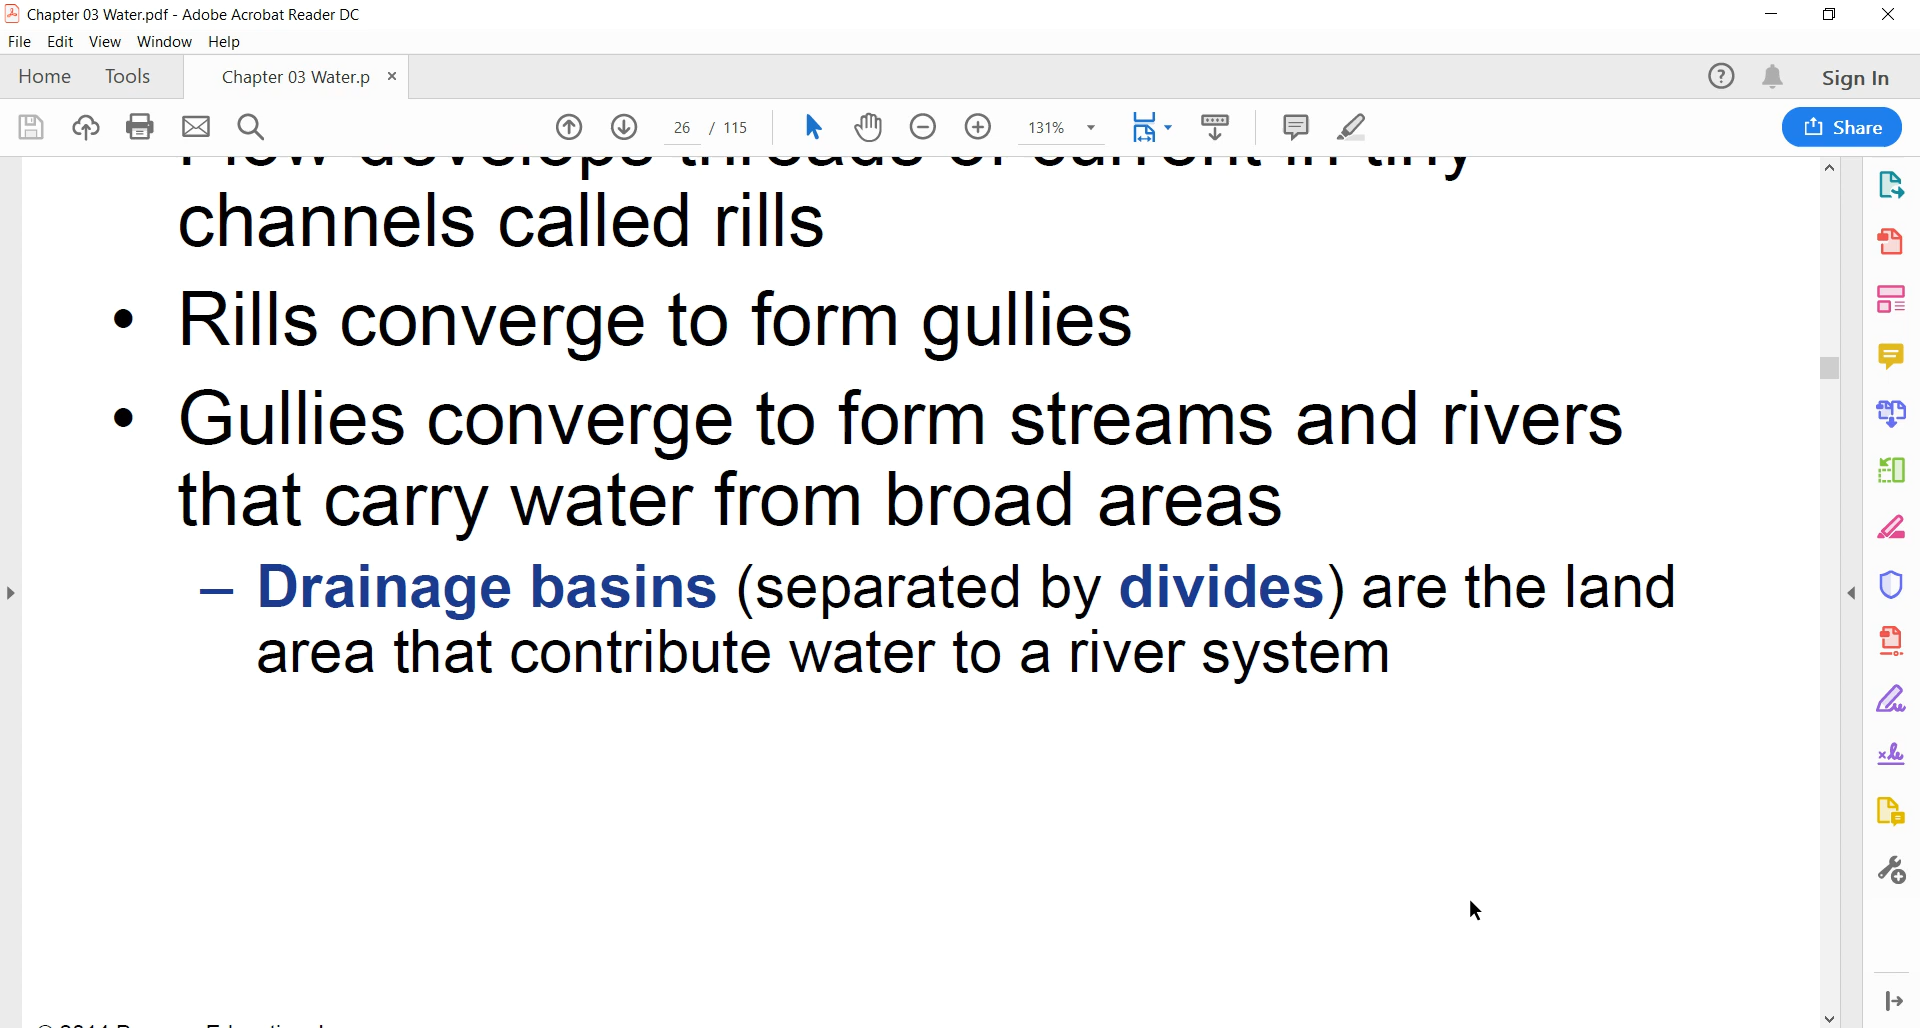 Chapter 03 Water.pdf - Adobe Acrobat Reader DC
File Edit View Window Help
Home Tools Chapter 03 Water.p × Sign In
26 / 115 131% Share
channels called rills
• Rills converge to form gullies
• Gullies converge to form streams and rivers
that carry water from broad areas
– Drainage basins (separated by divides) are the land
area that contribute water to a river system